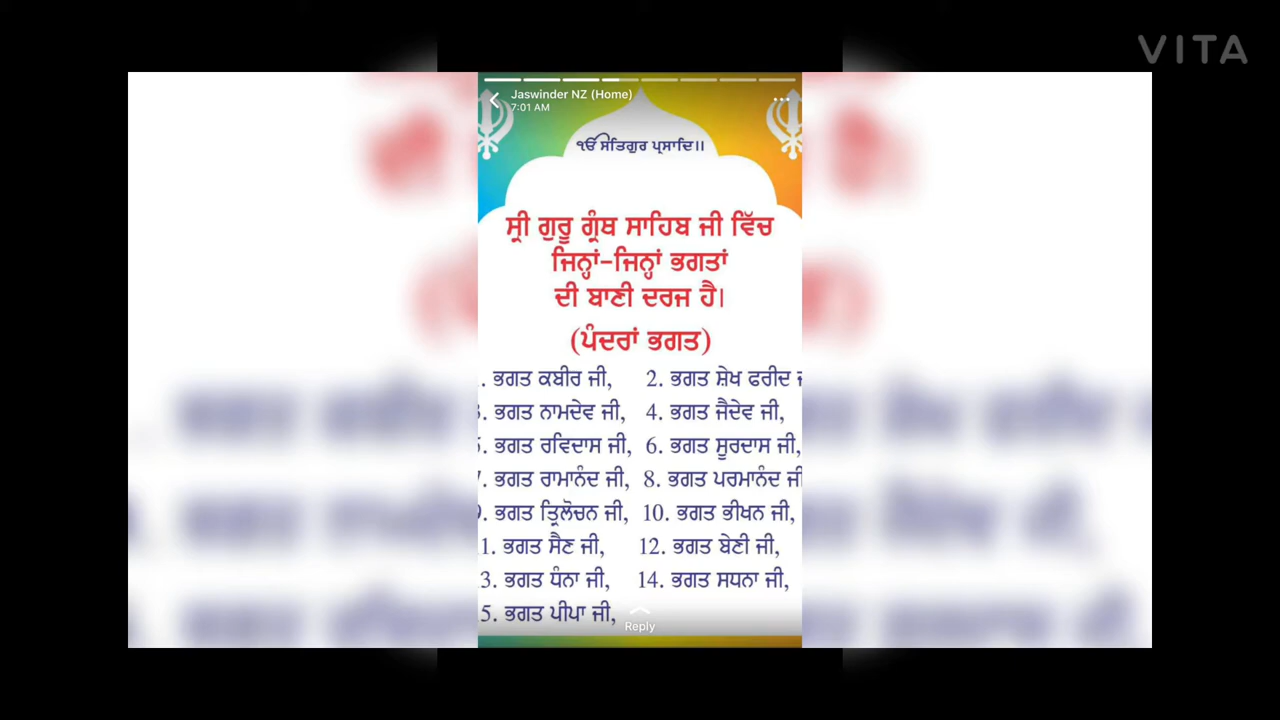 VITA
Jaswinder NZ (Home)
7:01 AM
ੴ ਸਤਿਗੁਰ ਪ੍ਰਸਾਦਿ।।
ਸ੍ਰੀ ਗੁਰੂ ਗ੍ਰੰਥ ਸਾਹਿਬ ਜੀ ਵਿੱਚ
ਜਿਨ੍ਹਾਂ-ਜਿਨ੍ਹਾਂ ਭਗਤਾਂ
ਦੀ ਬਾਣੀ ਦਰਜ ਹੈ।
(ਪੰਦਰਾਂ ਭਗਤ)
. ਭਗਤ ਕਬੀਰ ਜੀ, 2. ਭਗਤ ਸ਼ੇਖ ਫਰੀਦ
. ਭਗਤ ਨਾਮਦੇਵ ਜੀ, 4. ਭਗਤ ਜੈਦੇਵ ਜੀ,
. ਭਗਤ ਰਵਿਦਾਸ ਜੀ, 6. ਭਗਤ ਸੂਰਦਾਸ ਜੀ,
. ਭਗਤ ਰਾਮਾਨੰਦ ਜੀ, 8. ਭਗਤ ਪਰਮਾਨੰਦ ਜੀ
9. ਭਗਤ ਤ੍ਰਿਲੋਚਨ ਜੀ, 10. ਭਗਤ ਭੀਖਨ ਜੀ,
1. ਭਗਤ ਸੈਣ ਜੀ, 12. ਭਗਤ ਬੇਣੀ ਜੀ,
3. ਭਗਤ ਧੰਨਾ ਜੀ, 14. ਭਗਤ ਸਧਨਾ ਜੀ,
5. ਭਗਤ ਪੀਪਾ ਜੀ,
Reply